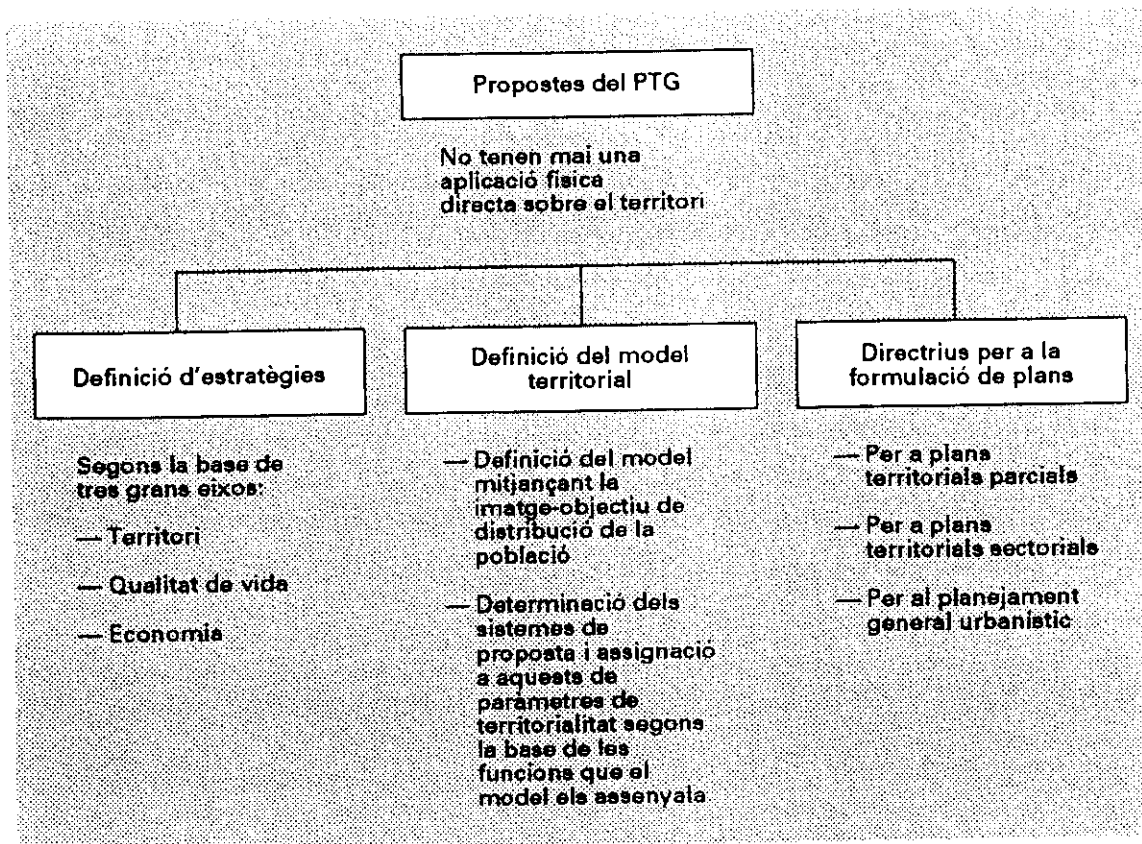 Propostes del PTG
No tenen mai una
aplicació física
directa sobre el territori
Definició d'estratègies
Segons la base de
tres grans eixos:
— Territori
— Qualitat de vida
— Economia
Definició del model
territorial
— Definició del model
mitjançant la
imatge-objectiu de
distribució de la
població
— Determinació dels
sistemes de
proposta i assignació
a aquests de
paràmetres de
territorialitat segons
la base de les
funcions que el
model els assenyala
Directrius per a la
formulació de plans
— Per a plans
territorials parcials
— Per a plans
territorials sectorials
— Per al planejament
general urbanístic